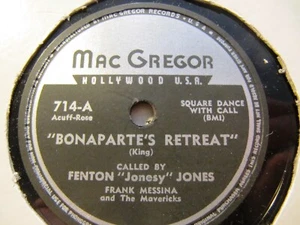 MAC GREGOR
HOLLYWOOD U.S.A.
714-A
Acuff-Rose
SQUARE DANCE
WITH CALL
(BMI)
"BONAPARTE'S RETREAT"
(King)
CALLED BY
FENTON "Jonesy" JONES
FRANK MESSINA
and The Mavericks